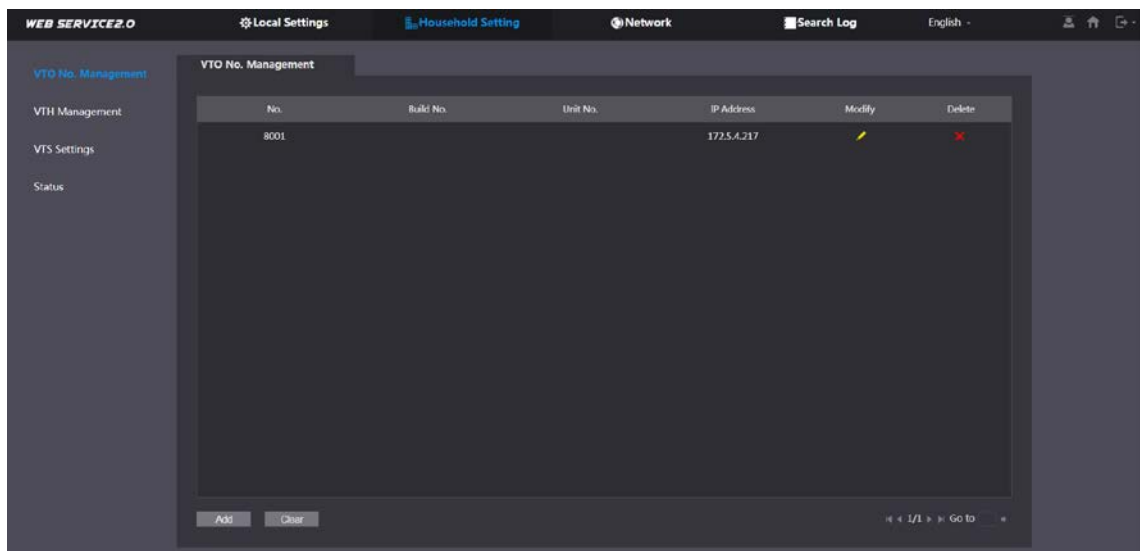 WEB SERVICE2.0 Local Settings Household Setting Network Search Log English
VTO No. Management
VTH Management
VTS Settings
Status
VTO No. Management
No. Build No. Unit No. IP Address Modify Delete
8001 172.5.4.217
Add Clear 1/1 Go to